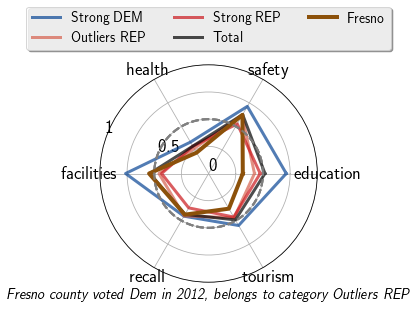 Strong DEM
Strong REP
Fresno
Outliers REP
Total
health
safety
1
0.5
0
facilities
education
recall
tourism
Fresno county voted Dem in 2012, belongs to category Outliers REP